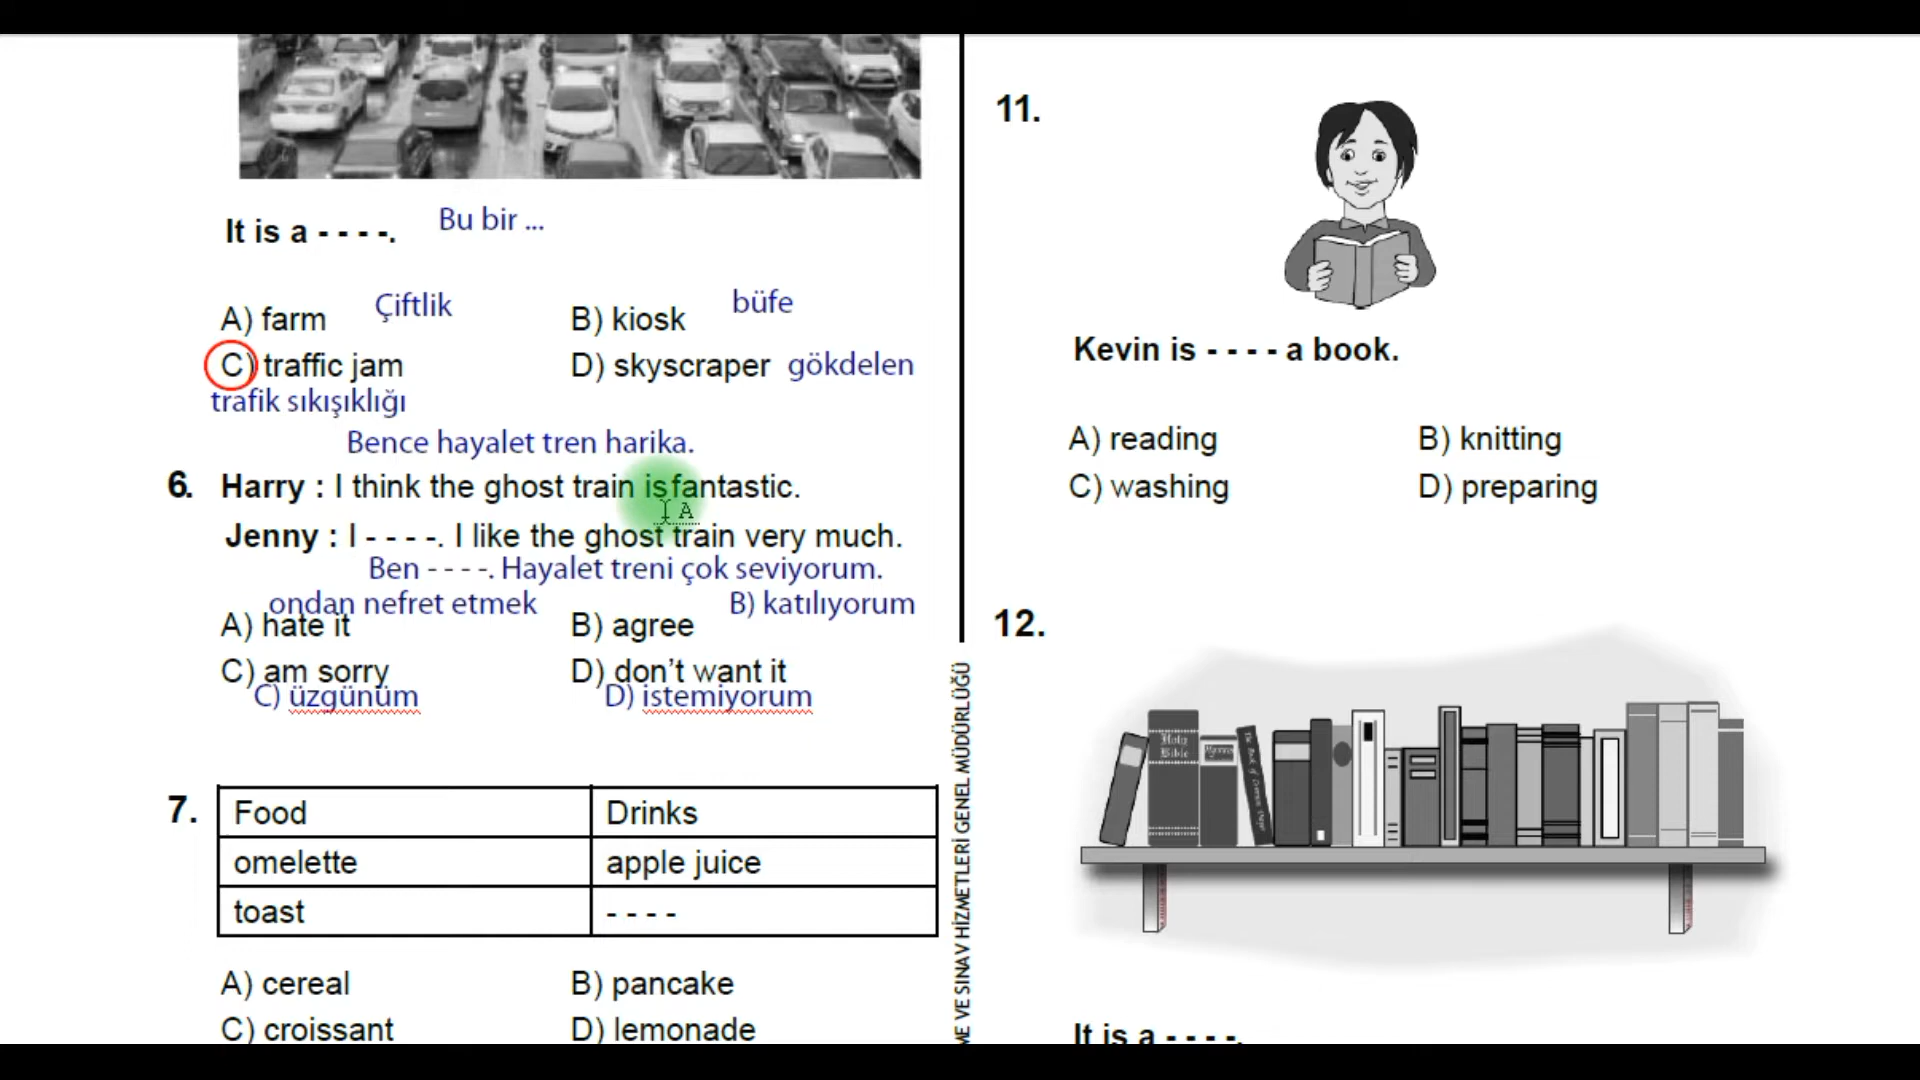 It is a - - - -. Bu bir ...
A) farm Çiftlik B) kiosk büfe
C) traffic jam D) skyscraper gökdelen
trafik sıkışıklığı
Bence hayalet tren harika.
6. Harry : I think the ghost train is fantastic.
A
Jenny : I - - - -. I like the ghost train very much.
Ben - - - -. Hayalet treni çok seviyorum.
ondan nefret etmek B) katılıyorum
A) hate it B) agree
C) am sorry D) don't want it
C) üzgünüm D) istemiyorum
7. Food Drinks
omelette apple juice
toast - - - -
A) cereal B) pancake
C) croissant D) lemonade
ME VE SINAV HİZMETLERİ GENEL MÜDÜRLÜĞÜ
11.
Kevin is - - - - a book.
A) reading B) knitting
C) washing D) preparing
12.
Holy
Bible
It is a - - - -.